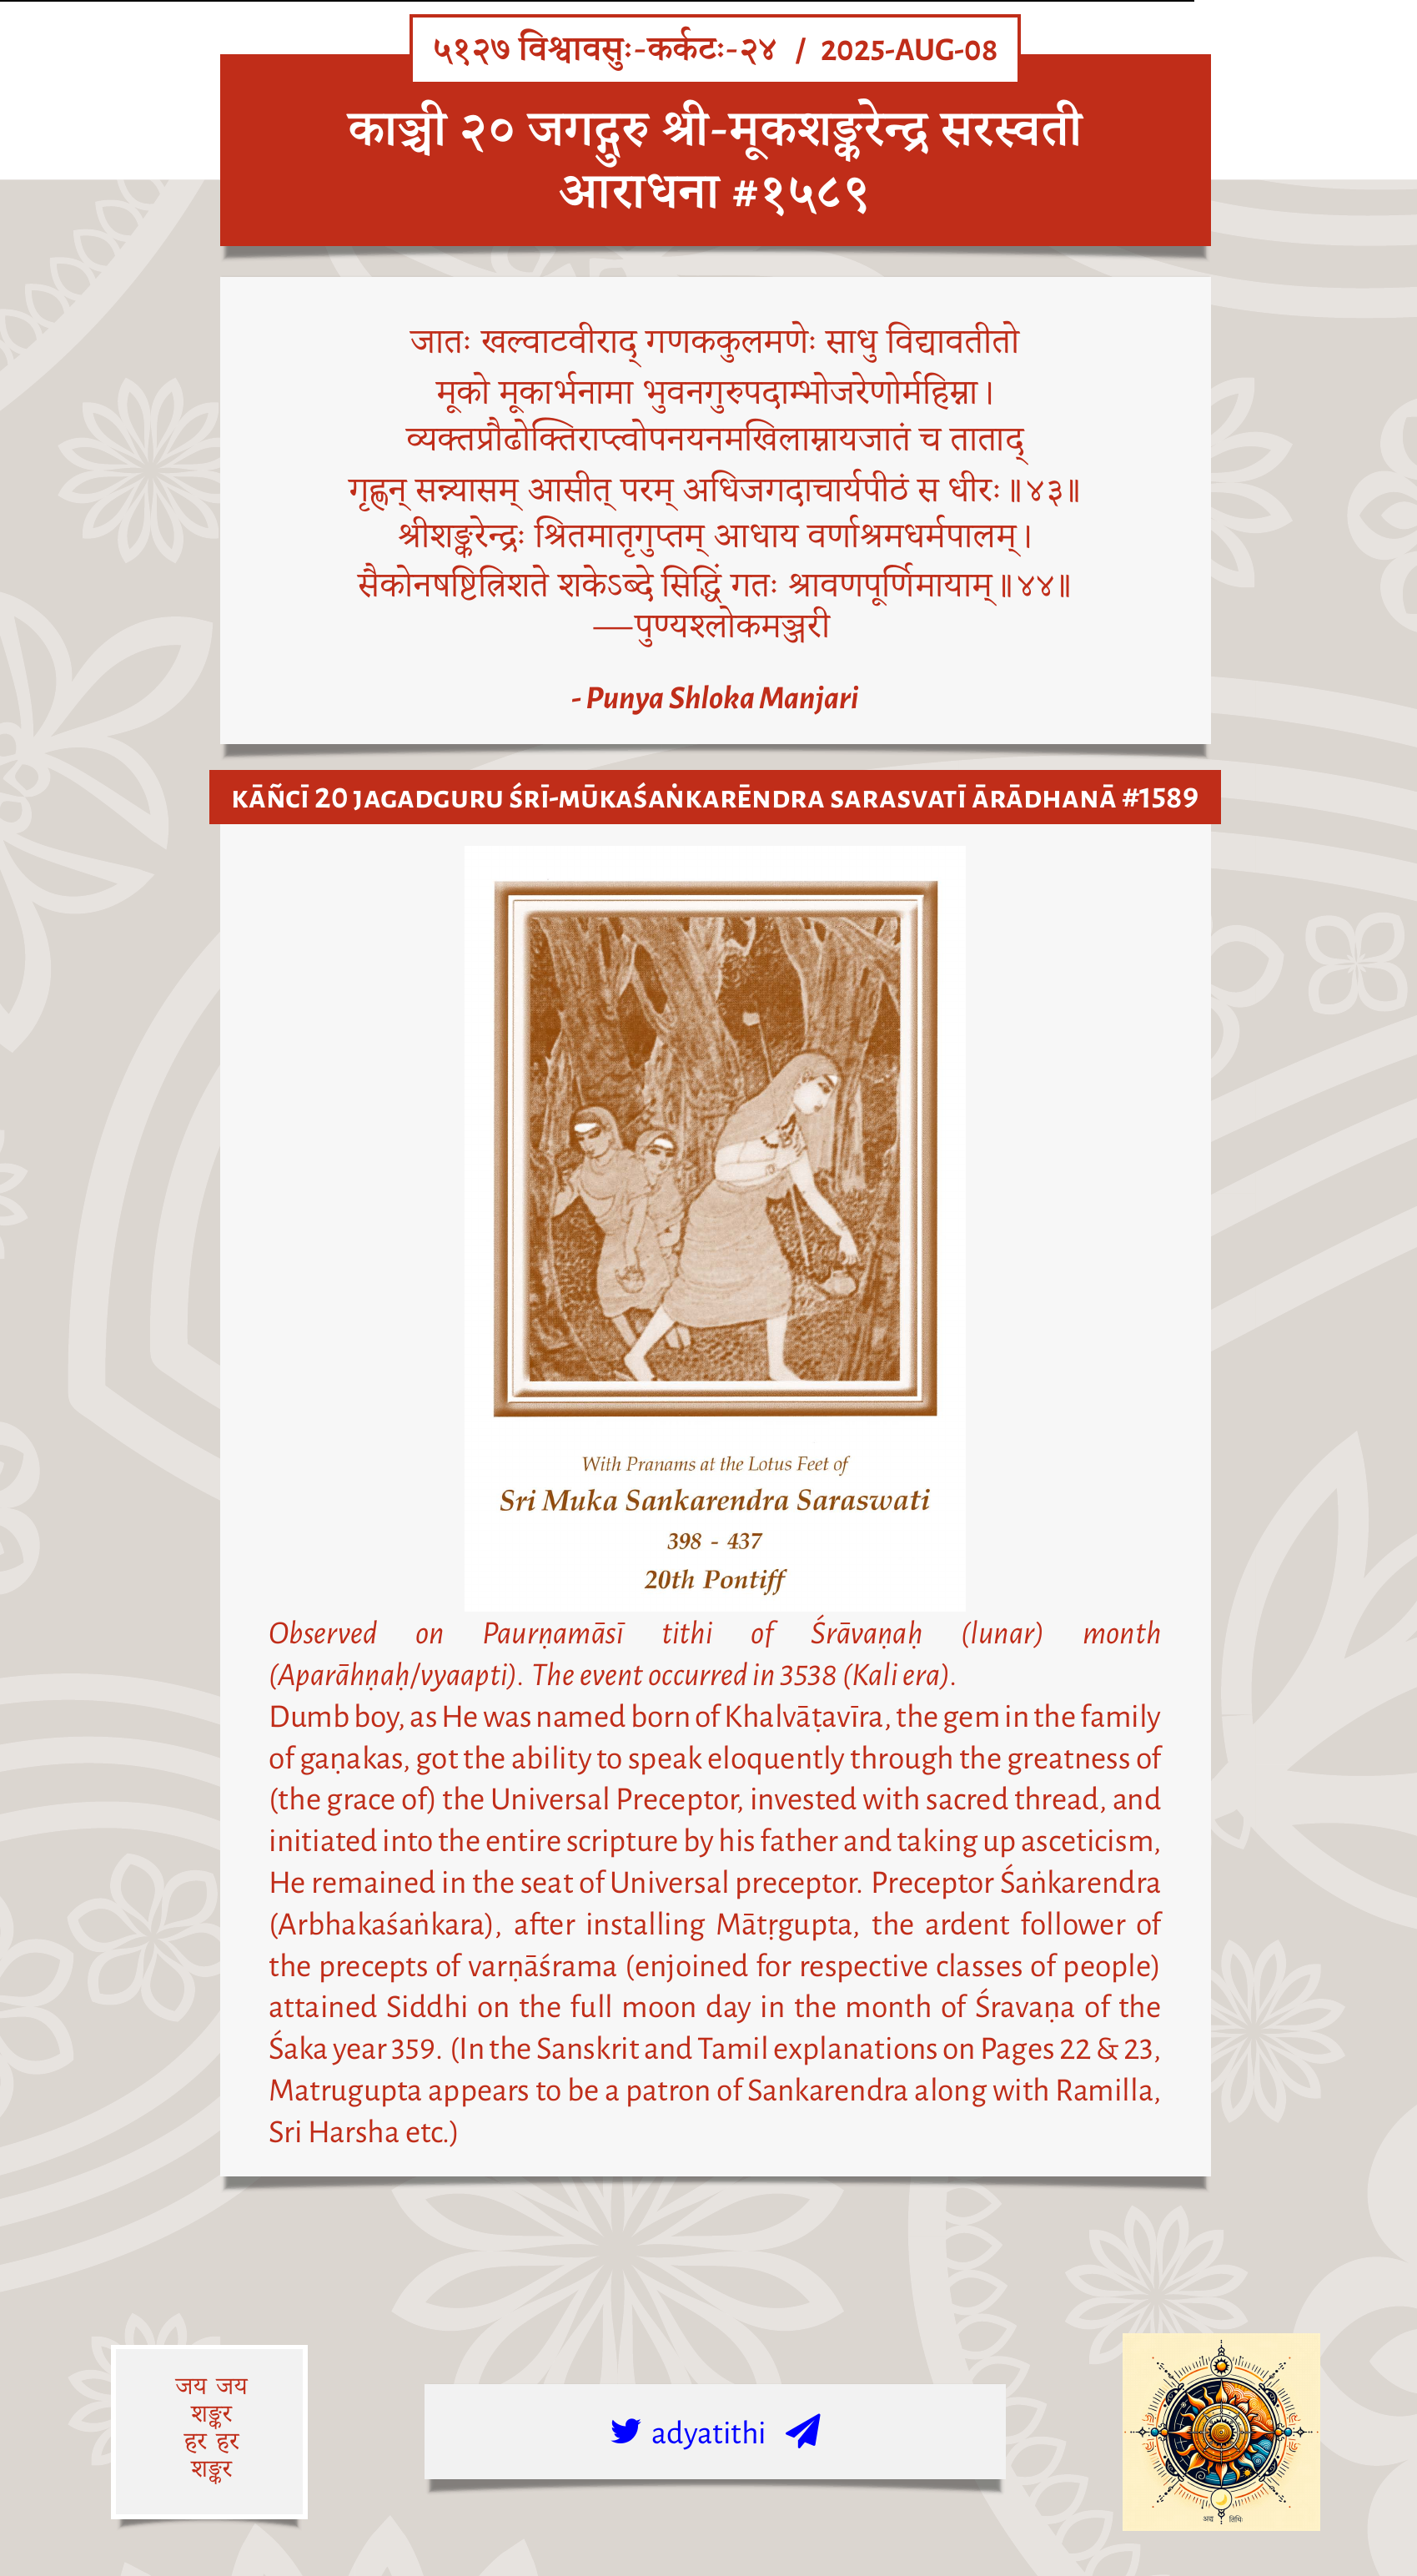 ५१२७ विश्वावसुः-कर्कटः-२४ / 2025-AUG-08
काञ्ची २० जगद्गुरु श्री-मूकशङ्करेन्द्र सरस्वती
आराधना #१५८९
जातः खल्वाटवीराद् गणककुलमणेः साधु विद्यावतीतो
मूको मूकार्भनामा भुवनगुरुपदाम्भोजरेणोर्महिम्ना।
व्यक्तप्रौढोक्तिराप्त्वोपनयनमखिलाम्नायजातं च ताताद्
गृह्णन् सन्न्यासम् आसीत् परम् अधिजगदाचार्यपीठं स धीरः॥४३॥
श्रीशङ्करेन्द्रः श्रितमातृगुप्तम् आधाय वर्णाश्रमधर्मपालम्।
सैकोनषष्टित्रिशते शकेऽब्दे सिद्धिं गतः श्रावणपूर्णिमायाम्॥४४॥
—पुण्यश्लोकमञ्जरी
- Punya Shloka Manjari
KĀÑCĪ 20 JAGADGURU ŚRĪ-MŪKAŚAṄKARĒNDRA SARASVATĪ ĀRĀDHANĀ #1589
With Pranams at the Lotus Feet of
Sri Muka Sankarendra Saraswati
398 - 437
20th Pontiff
Observed on Paurṇamāsī tithi of Śrāvaṇaḥ (lunar) month
(Aparāhṇaḥ/vyaapti). The event occurred in 3538 (Kali era).
Dumb boy, as He was named born of Khalvāṭavīra, the gem in the family
of gaṇakas, got the ability to speak eloquently through the greatness of
(the grace of) the Universal Preceptor, invested with sacred thread, and
initiated into the entire scripture by his father and taking up asceticism,
He remained in the seat of Universal preceptor. Preceptor Śaṅkarendra
(Arbhakaśaṅkara), after installing Mātṛgupta, the ardent follower of
the precepts of varṇāśrama (enjoined for respective classes of people)
attained Siddhi on the full moon day in the month of Śravaṇa of the
Śaka year 359. (In the Sanskrit and Tamil explanations on Pages 22 & 23,
Matrugupta appears to be a patron of Sankarendra along with Ramilla,
Sri Harsha etc.)
जय जय
शङ्कर
हर हर
शङ्कर
adyatithi
अद्य तिथिः